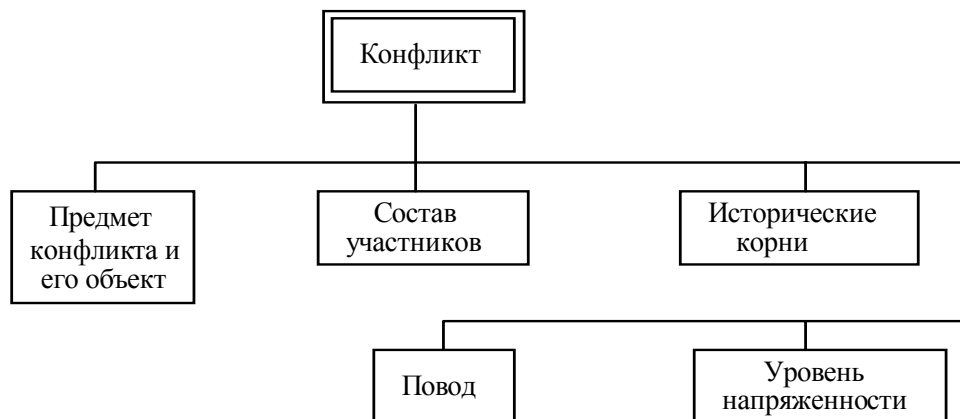 Конфликт
Предмет
конфликта и
его объект
Состав
участников
Исторические
корни
Повод
Уровень
напряженности